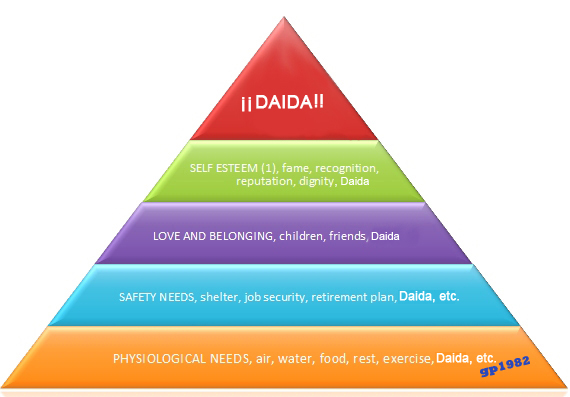 ¡¡DAIDA!!
SELF ESTEEM (1), fame, recognition,
reputation, dignity, Daida
LOVE AND BELONGING, children, friends, Daida
SAFETY NEEDS, shelter, job security, retirement plan, Daida, etc.
PHYSIOLOGICAL NEEDS, air, water, food, rest, exercise, Daida, etc.
gp1982